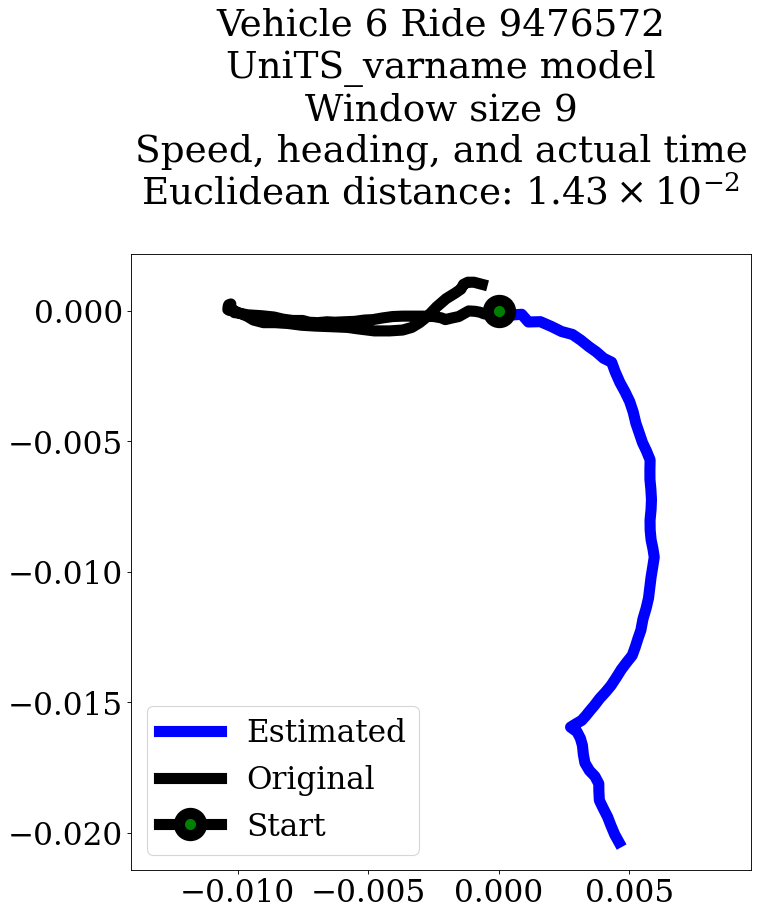 Vehicle 6 Ride 9476572
UniTS_varname model
Window size 9
Speed, heading, and actual time
Euclidean distance: 1.43 × 10⁻²
0.000
−0.005
−0.010
−0.015
−0.020
Estimated
Original
Start
−0.010 −0.005 0.000 0.005